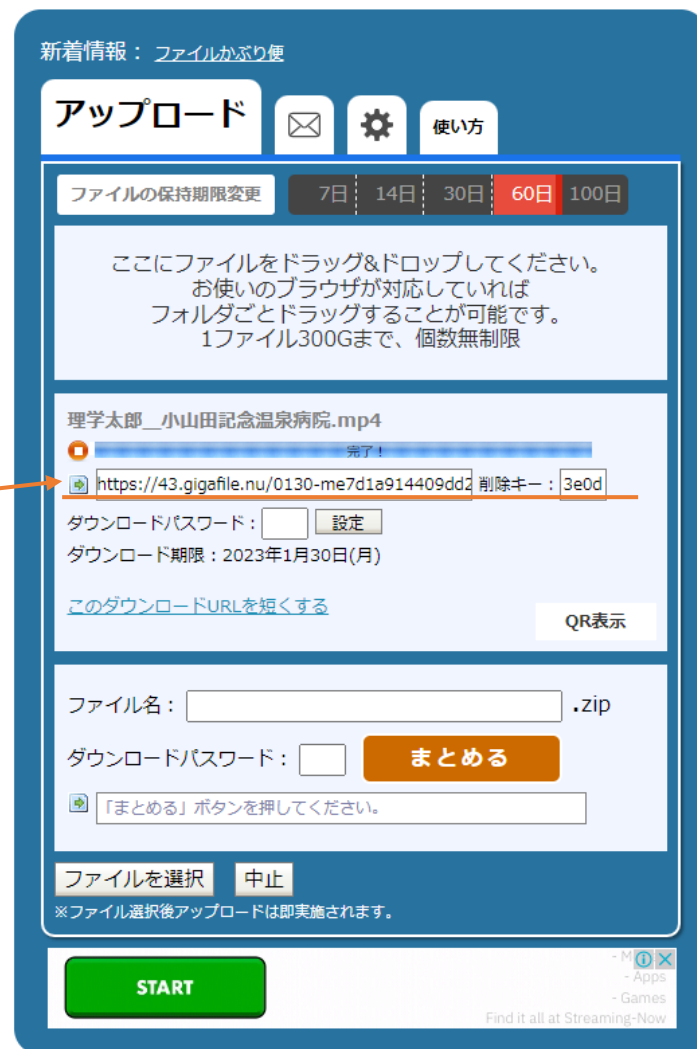 新着情報： ファイルかぶり便
アップロード
使い方
ファイルの保持期限変更 7日 14日 30日 60日 100日
ここにファイルをドラッグ&ドロップしてください。
お使いのブラウザが対応していれば
フォルダごとドラッグすることが可能です。
1ファイル300Gまで、個数無制限
理学太郎__小山田記念温泉病院.mp4
完了！
https://43.gigafile.nu/0130-me7d1a914409dd2 削除キー：3e0d
ダウンロードパスワード： 設定
ダウンロード期限：2023年1月30日(月)
このダウンロードURLを短くする
QR表示
ファイル名： .zip
ダウンロードパスワード： まとめる
「まとめる」ボタンを押してください。
ファイルを選択 中止
※ファイル選択後アップロードは即実施されます。
START
- Apps
- Games
Find it all at Streaming-Now